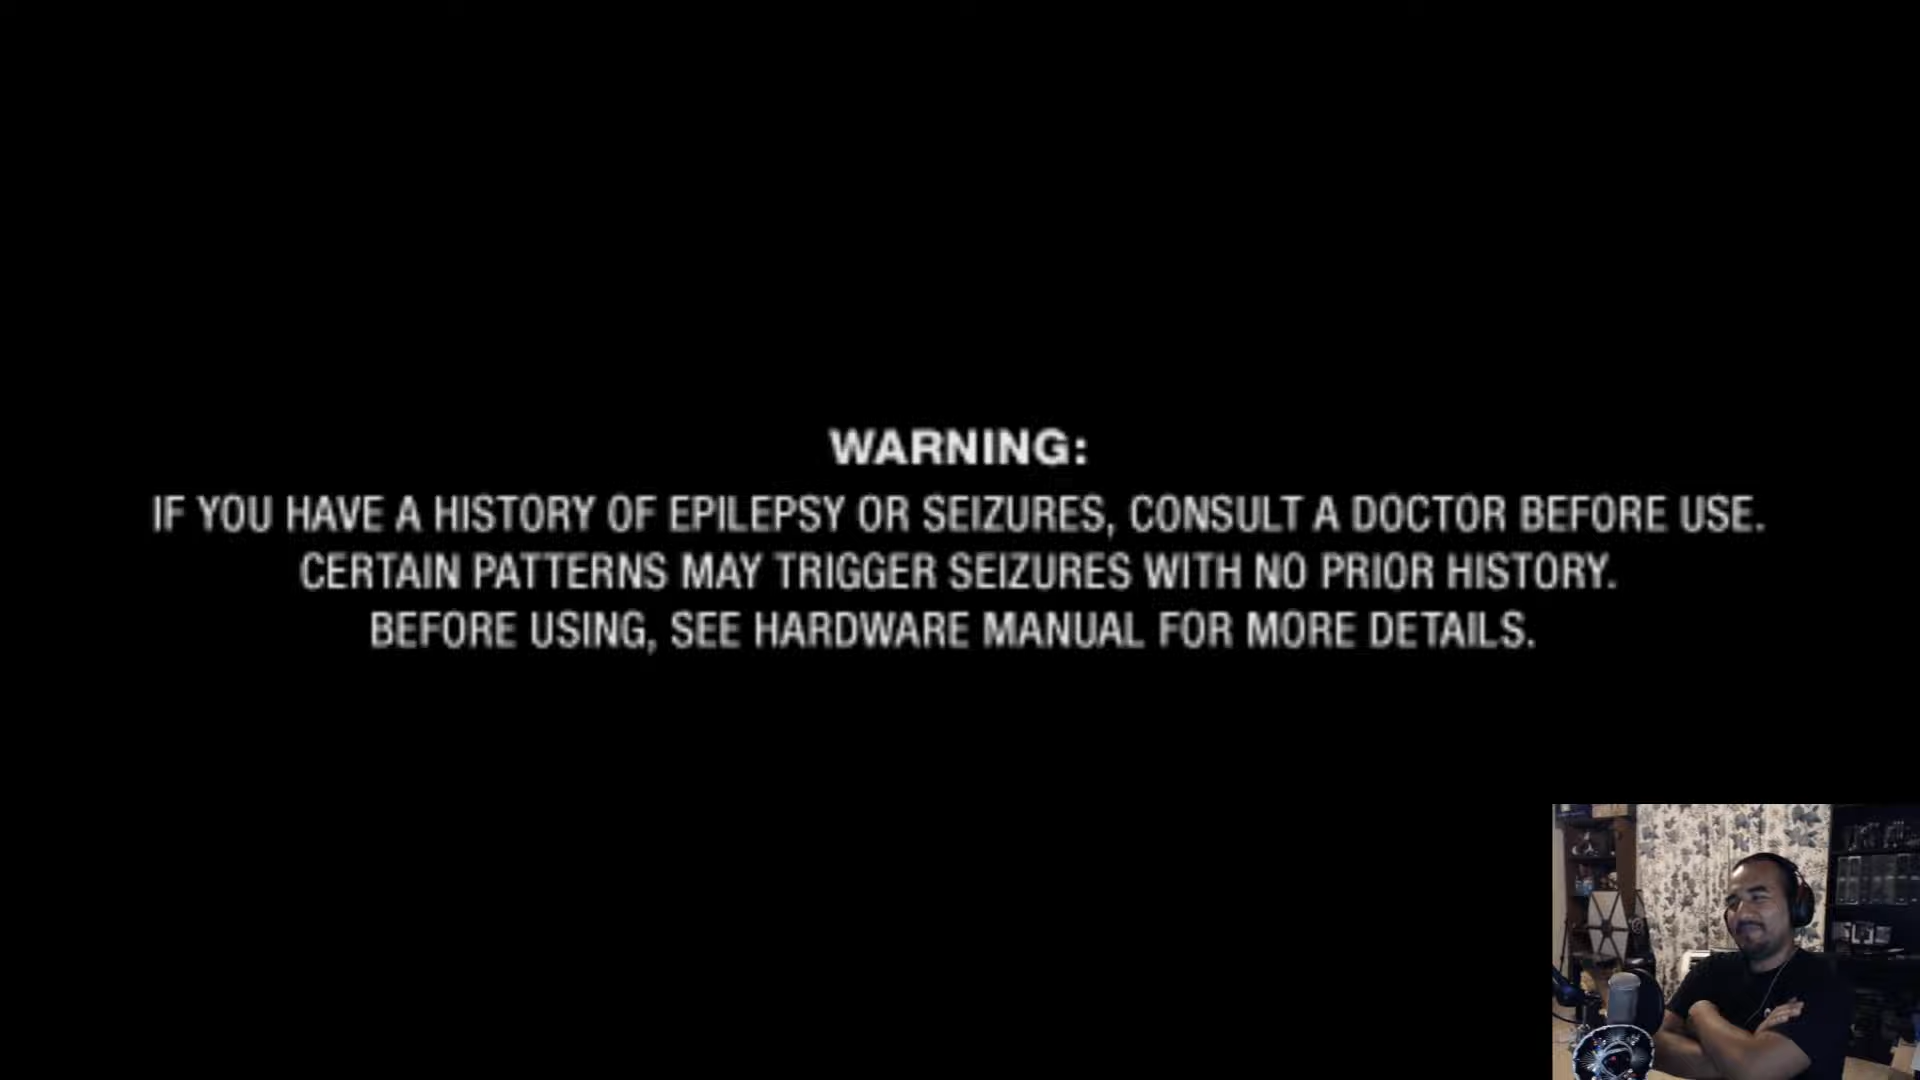 WARNING:
IF YOU HAVE A HISTORY OF EPILEPSY OR SEIZURES, CONSULT A DOCTOR BEFORE USE.
CERTAIN PATTERNS MAY TRIGGER SEIZURES WITH NO PRIOR HISTORY.
BEFORE USING, SEE HARDWARE MANUAL FOR MORE DETAILS.